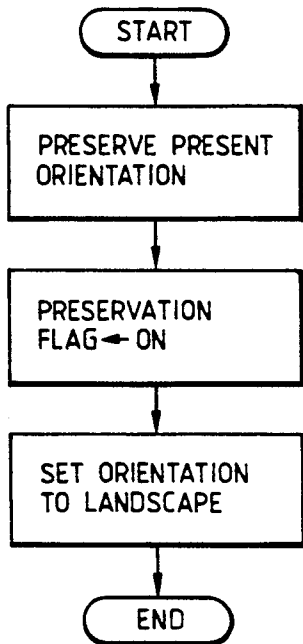 START
PRESERVE PRESENT
ORIENTATION
PRESERVATION
FLAG ← ON
SET ORIENTATION
TO LANDSCAPE
END